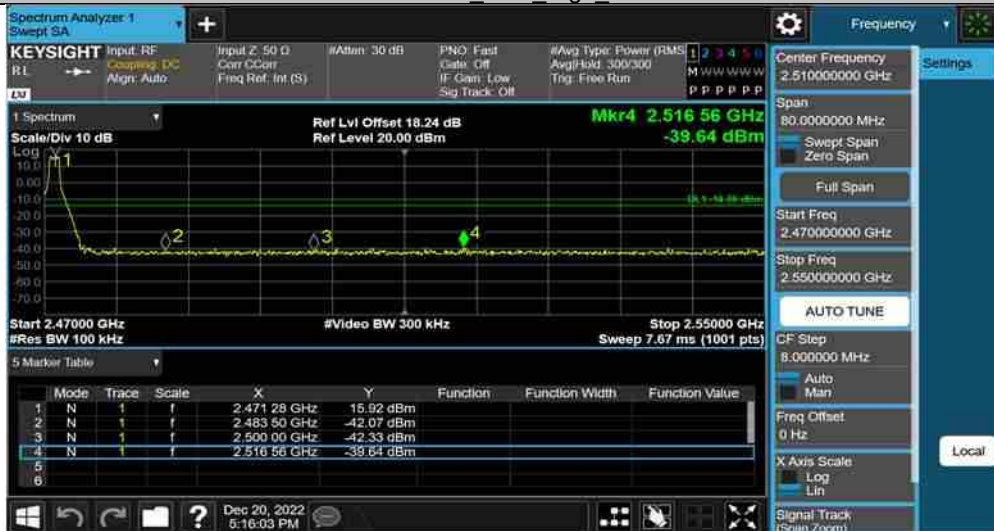 Spectrum Analyzer 1
Swept SA
+
Frequency
KEYSIGHT
RL
LXI
Input: RF
Coupling: DC
Align: Auto
Input Z: 50 Ω
Corr CCorr
Freq Ref: Int (S)
#Atten: 30 dB
PNO: Fast
Gate: Off
IF Gain: Low
Sig Track: Off
#Avg Type: Power (RMS
Avg|Hold: 300/300
Trig: Free Run
1 2 3 4 5 6
M W W W W W
P P P P P P
1 Spectrum
Scale/Div 10 dB
Ref Lvl Offset 18.24 dB
Ref Level 20.00 dBm
Mkr4 2.516 56 GHz
-39.64 dBm
Log
10.0
0.00
-10.0
-20.0
-30.0
-40.0
-50.0
-60.0
-70.0
1
2
3
4
Start 2.47000 GHz
#Res BW 100 kHz
#Video BW 300 kHz
Stop 2.55000 GHz
Sweep 7.67 ms (1001 pts)
5 Marker Table
Mode Trace Scale X Y Function Function Width Function Value
1 N 1 f 2.471 28 GHz 15.92 dBm
2 N 1 f 2.483 50 GHz -42.07 dBm
3 N 1 f 2.500 00 GHz -42.33 dBm
4 N 1 f 2.516 56 GHz -39.64 dBm
5
6
Center Frequency
2.510000000 GHz
Settings
Span
80.0000000 MHz
Swept Span
Zero Span
Full Span
Start Freq
2.470000000 GHz
Stop Freq
2.550000000 GHz
AUTO TUNE
CF Step
8.000000 MHz
Auto
Man
Freq Offset
0 Hz
Local
X Axis Scale
Log
Lin
Signal Track
(Span Zoom)
?
Dec 20, 2022
5:16:03 PM